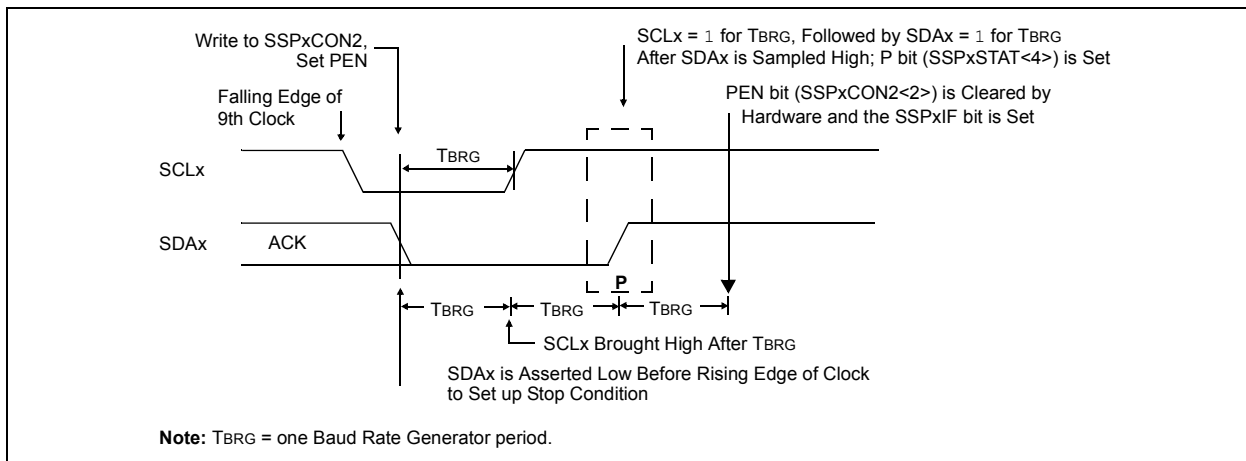 Write to SSPxCON2,
Set PEN
SCLx = 1 for TBRG, Followed by SDAx = 1 for TBRG
After SDAx is Sampled High; P bit (SSPxSTAT<4>) is Set
Falling Edge of
9th Clock
PEN bit (SSPxCON2<2>) is Cleared by
Hardware and the SSPxIF bit is Set
SCLx
TBRG
SDAx
ACK
P
TBRG
TBRG
TBRG
SCLx Brought High After TBRG
SDAx is Asserted Low Before Rising Edge of Clock
to Set up Stop Condition
Note: TBRG = one Baud Rate Generator period.